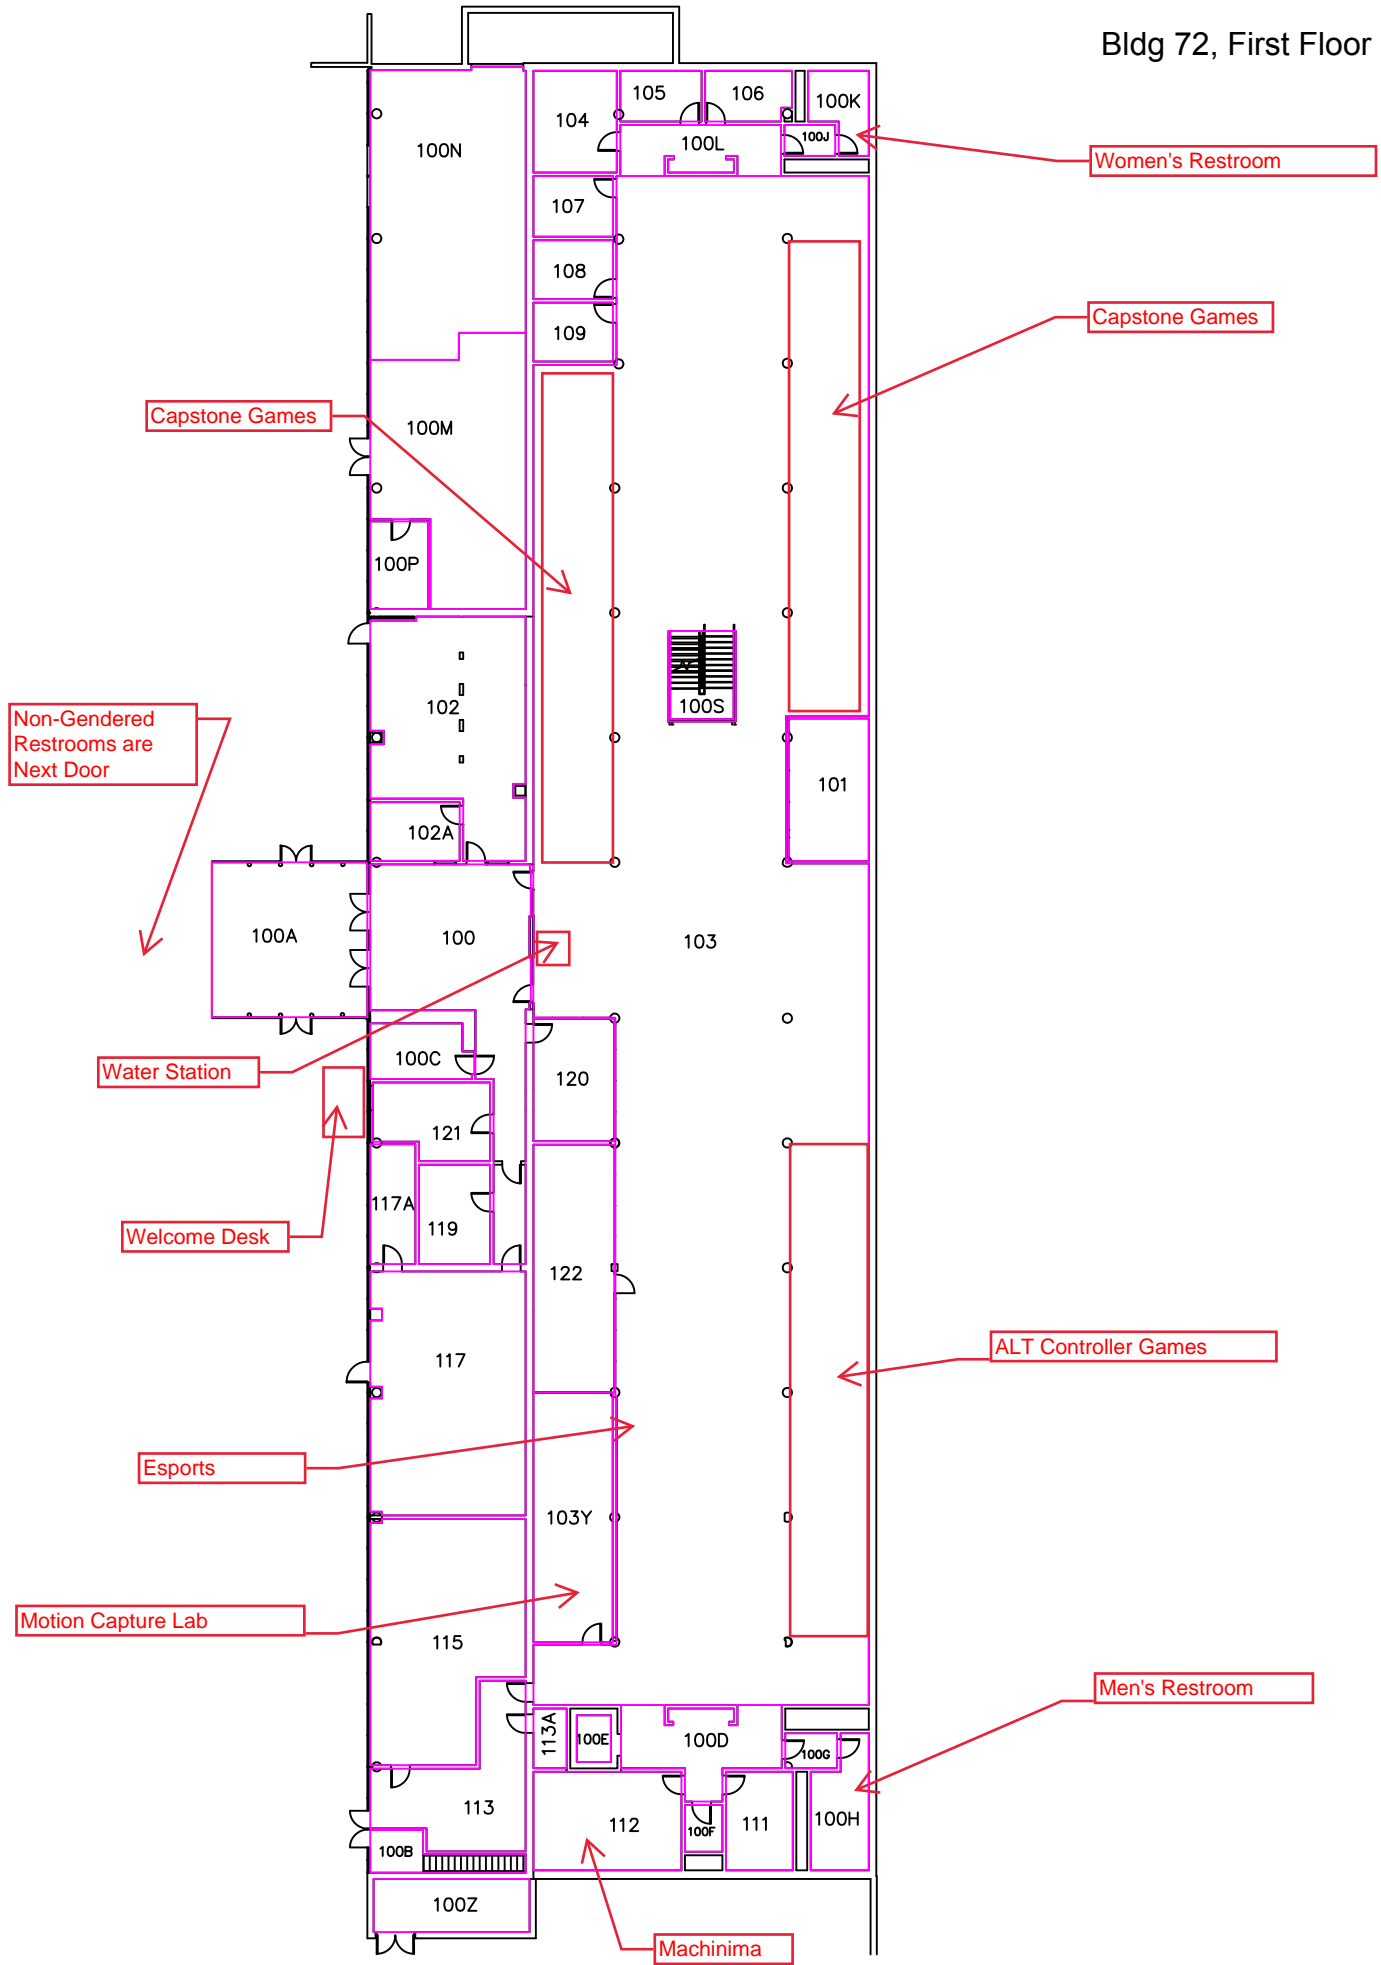 Bldg 72, First Floor
105
106
100K
104
100J
100L
100N
Women's Restroom
107
108
Capstone Games
109
Capstone Games
100M
100P
100S
102
Non-Gendered
Restrooms are
Next Door
101
102A
100A
100
103
Water Station
100C
120
121
117A
119
Welcome Desk
122
ALT Controller Games
117
Esports
103Y
Motion Capture Lab
115
Men's Restroom
113A
100E
100D
100G
113
112
100F
111
100H
100B
100Z
Machinima